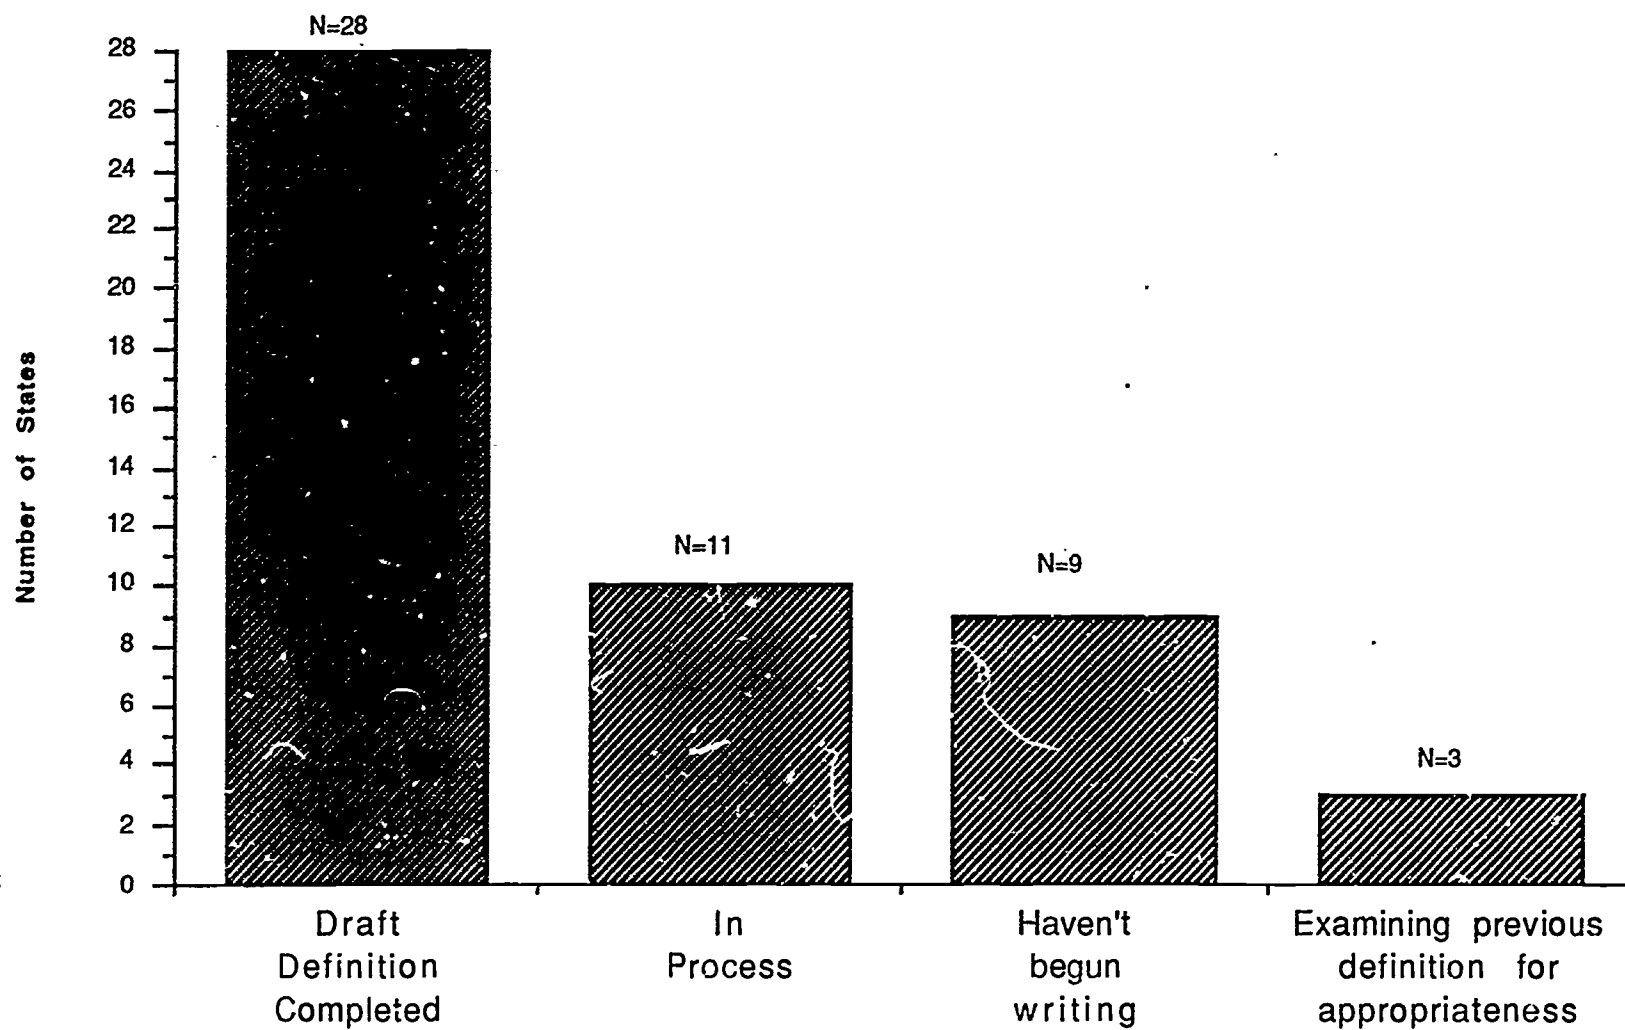 N=28
28
26
24
22
20
18
16
14
12
10
8
6
4
2
0
Number of States
N=11
N=9
N=3
Draft
Definition
Completed
In
Process
Haven't
begun
writing
Examining previous
definition for
appropriateness